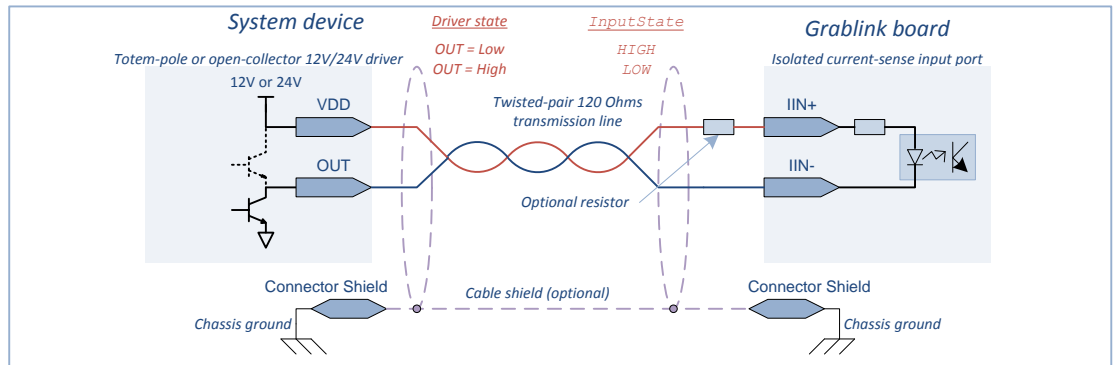 System device
Driver state
InputState
Grablink board
OUT = Low
HIGH
OUT = High
LOW
Totem-pole or open-collector 12V/24V driver
Isolated current-sense input port
12V or 24V
VDD
Twisted-pair 120 Ohms
transmission line
IIN+
OUT
IIN-
Optional resistor
Connector Shield
Cable shield (optional)
Connector Shield
Chassis ground
Chassis ground